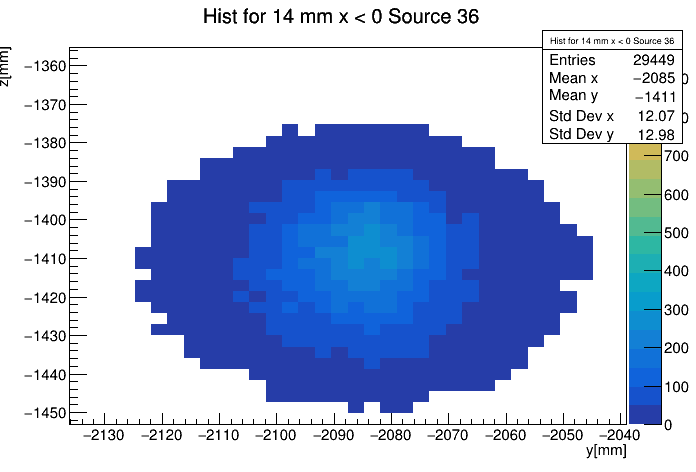 Hist for 14 mm x < 0 Source 36
z[mm]
Hist for 14 mm x < 0 Source 36
Entries 29449
Mean x −2085
Mean y −1411
Std Dev x 12.07
Std Dev y 12.98
−1360
−1370
−1380
−1390
−1400
−1410
−1420
−1430
−1440
−1450
700
600
500
400
300
200
100
0
−2130 −2120 −2110 −2100 −2090 −2080 −2070 −2060 −2050 −2040
y[mm]